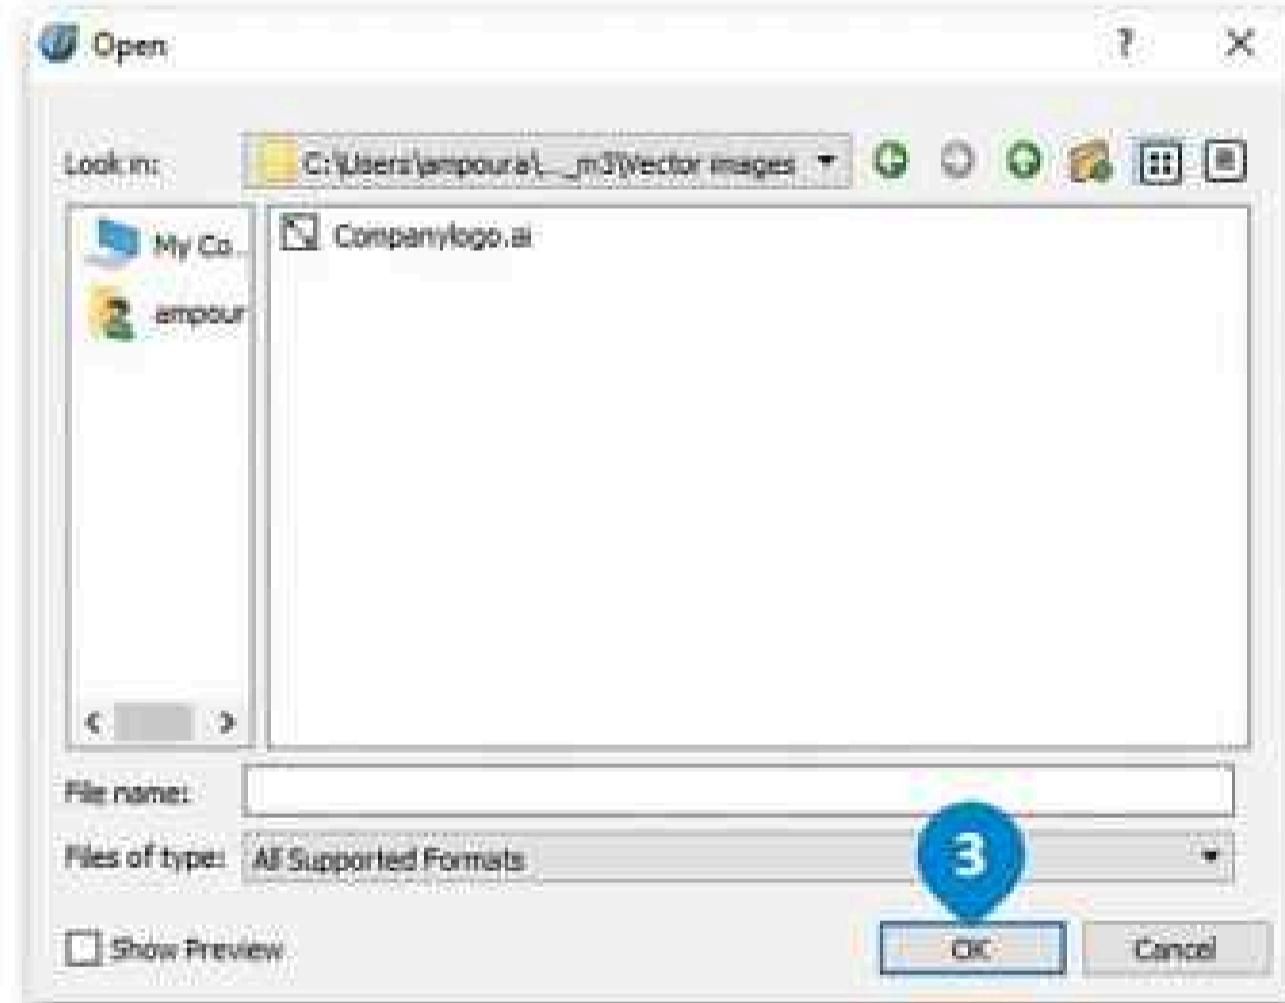 Open
?
Look in:
C:\Users\ampoura\..._m3\Vector images
My Co...
ampour
Companylogo.ai
File name:
Files of type:
All Supported Formats
3
Show Preview
OK
Cancel